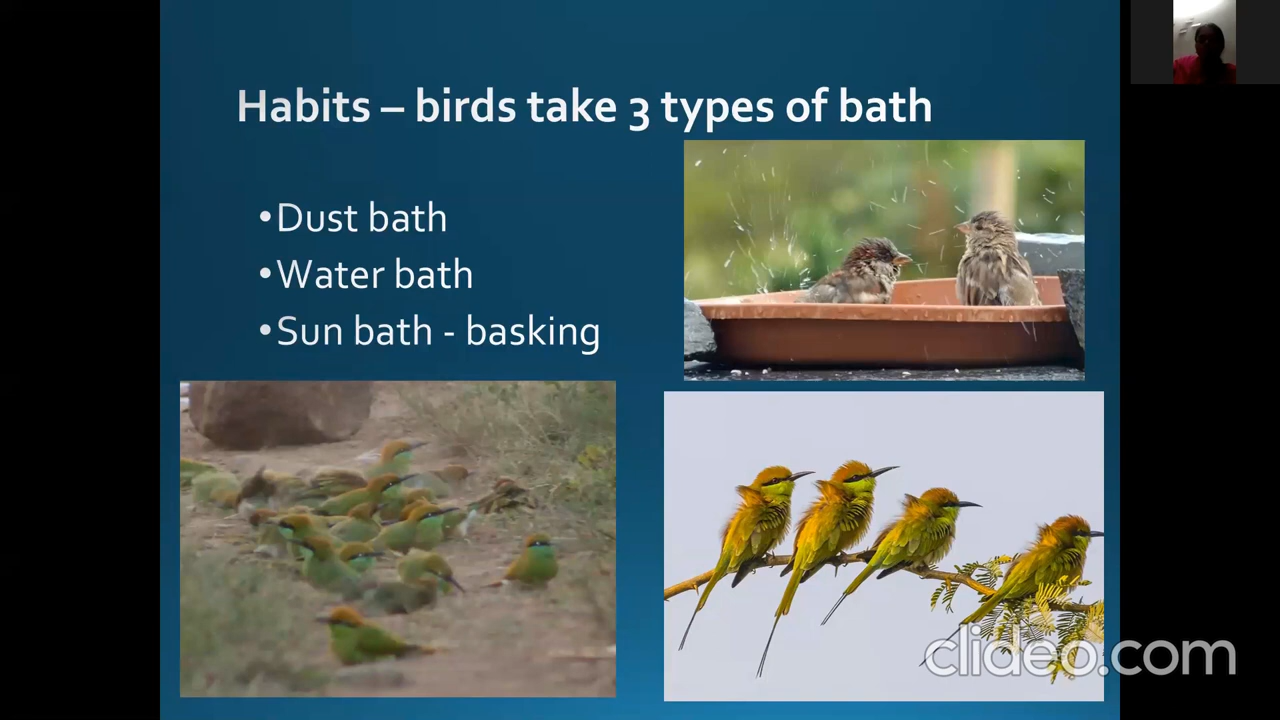 Habits – birds take 3 types of bath
•Dust bath
•Water bath
•Sun bath - basking
clideo.com